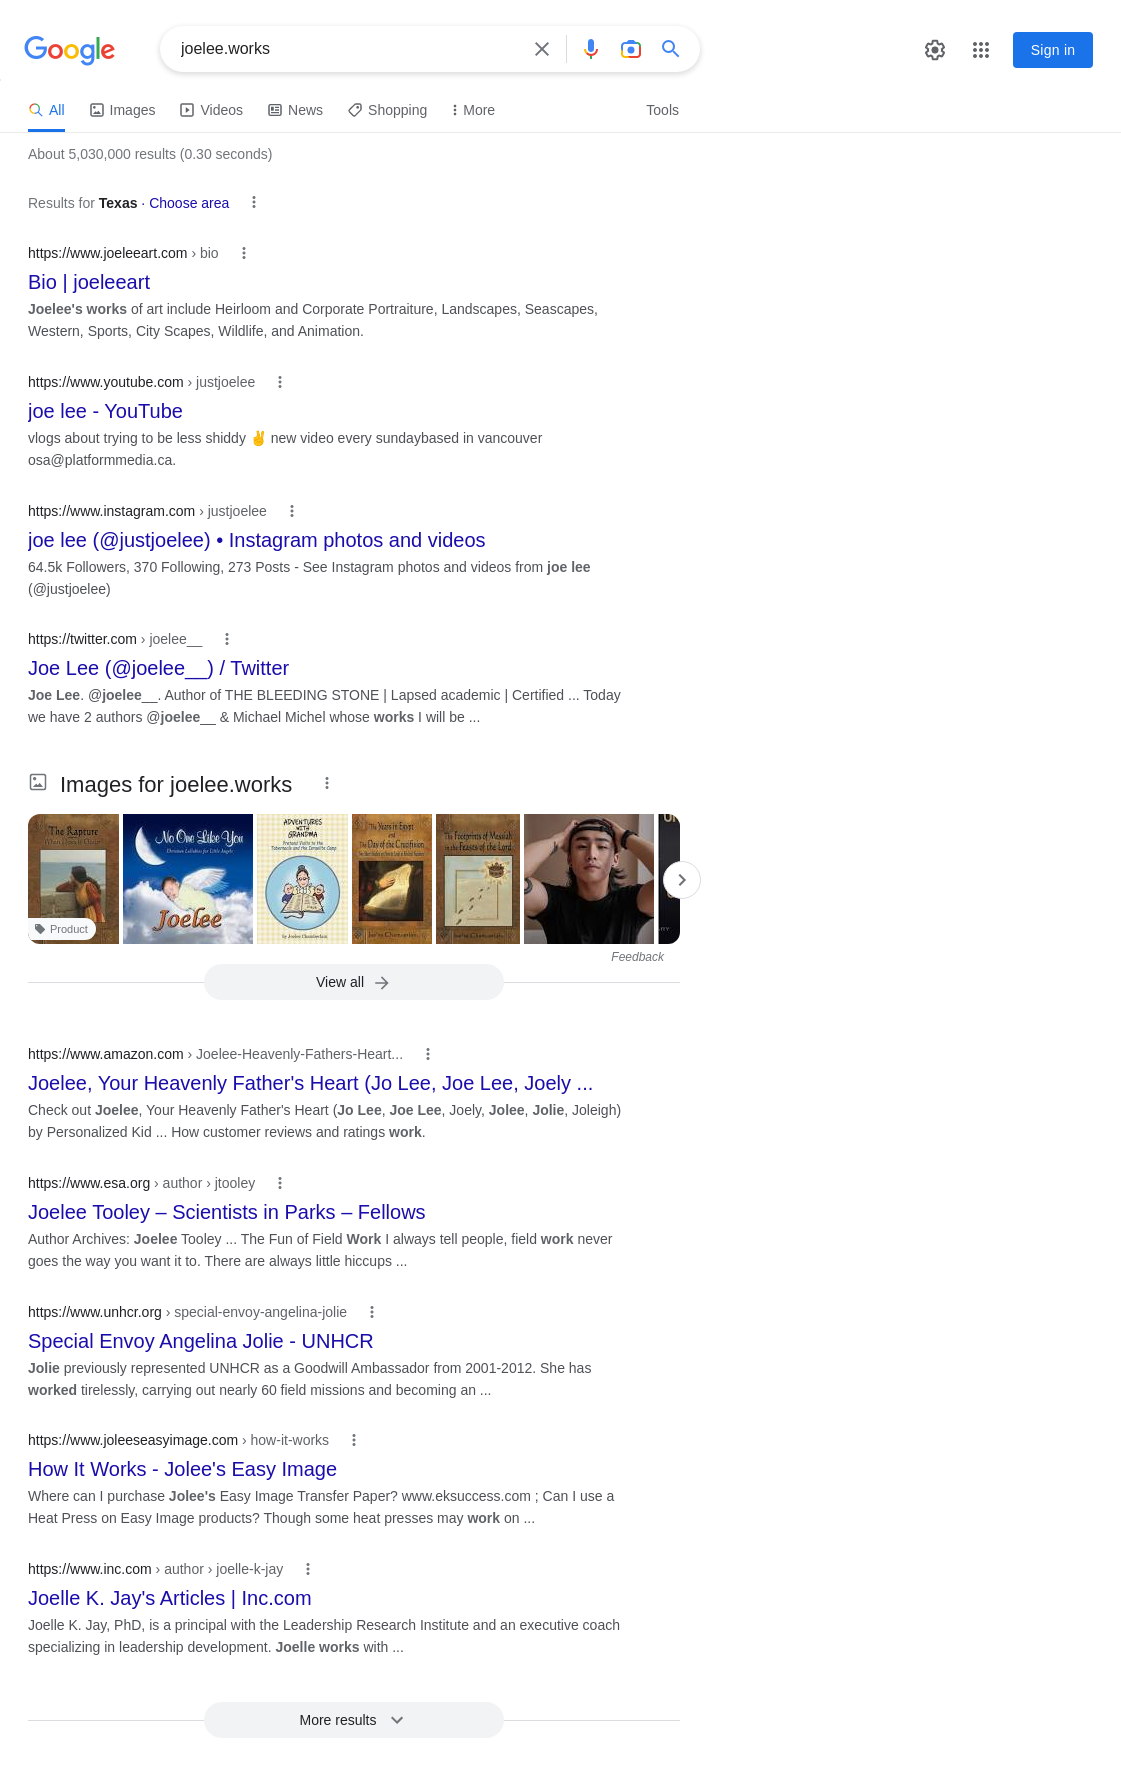 Google
joelee.works
Sign in
All
Images
Videos
News
Shopping
More
Tools
About 5,030,000 results (0.30 seconds)
Results for Texas · Choose area
https://www.joeleeart.com › bio
Bio | joeleeart
Joelee's works of art include Heirloom and Corporate Portraiture, Landscapes, Seascapes,
Western, Sports, City Scapes, Wildlife, and Animation.
https://www.youtube.com › justjoelee
joe lee - YouTube
vlogs about trying to be less shiddy ✌ new video every sundaybased in vancouver
osa@platformmedia.ca.
https://www.instagram.com › justjoelee
joe lee (@justjoelee) • Instagram photos and videos
64.5k Followers, 370 Following, 273 Posts - See Instagram photos and videos from joe lee
(@justjoelee)
https://twitter.com › joelee__
Joe Lee (@joelee__) / Twitter
Joe Lee. @joelee__. Author of THE BLEEDING STONE | Lapsed academic | Certified ... Today
we have 2 authors @joelee__ & Michael Michel whose works I will be ...
Images for joelee.works
The Rapture
No One Like You
Christian Lullabies for Little Angels
Joelee
ADVENTURES
WITH
GRANDMA
by Joelee Chamberlain
The Years in Egypt
and
The Day of the Crucifixion
The Footprints of Messiah
in the Feasts of the Lord
Product
Feedback
View all
https://www.amazon.com › Joelee-Heavenly-Fathers-Heart...
Joelee, Your Heavenly Father's Heart (Jo Lee, Joe Lee, Joely ...
Check out Joelee, Your Heavenly Father's Heart (Jo Lee, Joe Lee, Joely, Jolee, Jolie, Joleigh)
by Personalized Kid ... How customer reviews and ratings work.
https://www.esa.org › author › jtooley
Joelee Tooley – Scientists in Parks – Fellows
Author Archives: Joelee Tooley ... The Fun of Field Work I always tell people, field work never
goes the way you want it to. There are always little hiccups ...
https://www.unhcr.org › special-envoy-angelina-jolie
Special Envoy Angelina Jolie - UNHCR
Jolie previously represented UNHCR as a Goodwill Ambassador from 2001-2012. She has
worked tirelessly, carrying out nearly 60 field missions and becoming an ...
https://www.joleeseasyimage.com › how-it-works
How It Works - Jolee's Easy Image
Where can I purchase Jolee's Easy Image Transfer Paper? www.eksuccess.com ; Can I use a
Heat Press on Easy Image products? Though some heat presses may work on ...
https://www.inc.com › author › joelle-k-jay
Joelle K. Jay's Articles | Inc.com
Joelle K. Jay, PhD, is a principal with the Leadership Research Institute and an executive coach
specializing in leadership development. Joelle works with ...
More results